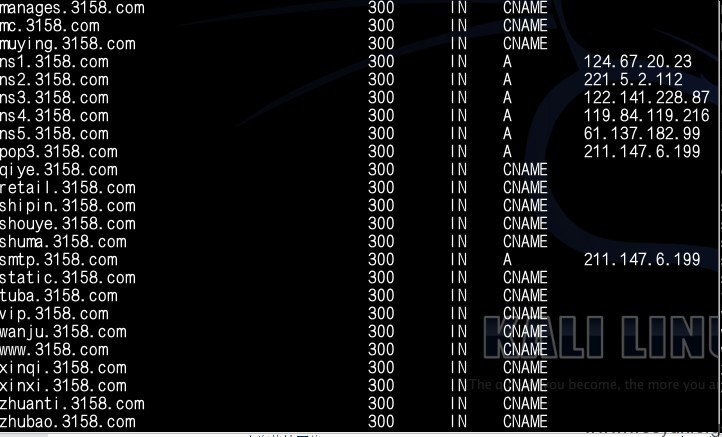 manages.3158.com 300 IN CNAME
mc.3158.com 300 IN CNAME
muying.3158.com 300 IN CNAME
ns1.3158.com 300 IN A 124.67.20.23
ns2.3158.com 300 IN A 221.5.2.112
ns3.3158.com 300 IN A 122.141.228.87
ns4.3158.com 300 IN A 119.84.119.216
ns5.3158.com 300 IN A 61.137.182.99
pop3.3158.com 300 IN A 211.147.6.199
qiye.3158.com 300 IN CNAME
retail.3158.com 300 IN CNAME
shipin.3158.com 300 IN CNAME
shouye.3158.com 300 IN CNAME
shuma.3158.com 300 IN CNAME
smtp.3158.com 300 IN A 211.147.6.199
static.3158.com 300 IN CNAME
tuba.3158.com 300 IN CNAME
vip.3158.com 300 IN CNAME
wanju.3158.com 300 IN CNAME
www.3158.com 300 IN CNAME
xinqi.3158.com 300 IN CNAME
xinxi.3158.com 300 IN CNAME
zhuanti.3158.com 300 IN CNAME
zhubao.3158.com 300 IN CNAME
KALI LINU
The you become, the more you a